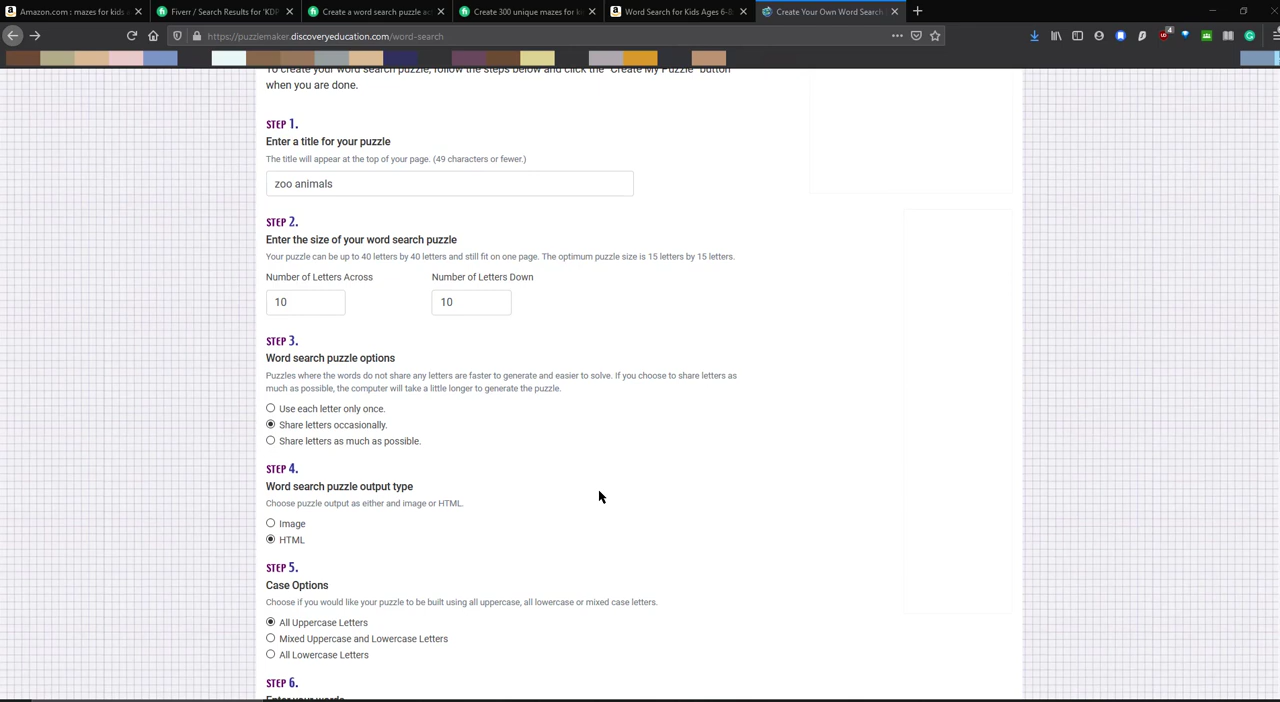 Amazon.com : mazes for kids a
Fiverr / Search Results for 'KDP
Create a word search puzzle ac
Create 300 unique mazes for ki
Word Search for Kids Ages 6-8
Create Your Own Word Search
https://puzzlemaker.discoveryeducation.com/word-search
4
To create your word search puzzle, follow the steps below and click the "Create My Puzzle" button
when you are done.
STEP 1.
Enter a title for your puzzle
The title will appear at the top of your page. (49 characters or fewer.)
zoo animals
STEP 2.
Enter the size of your word search puzzle
Your puzzle can be up to 40 letters by 40 letters and still fit on one page. The optimum puzzle size is 15 letters by 15 letters.
Number of Letters Across
Number of Letters Down
10
10
STEP 3.
Word search puzzle options
Puzzles where the words do not share any letters are faster to generate and easier to solve. If you choose to share letters as
much as possible, the computer will take a little longer to generate the puzzle.
Use each letter only once.
Share letters occasionally.
Share letters as much as possible.
STEP 4.
Word search puzzle output type
Choose puzzle output as either and image or HTML.
Image
HTML
STEP 5.
Case Options
Choose if you would like your puzzle to be built using all uppercase, all lowercase or mixed case letters.
All Uppercase Letters
Mixed Uppercase and Lowercase Letters
All Lowercase Letters
STEP 6.
Enter your words